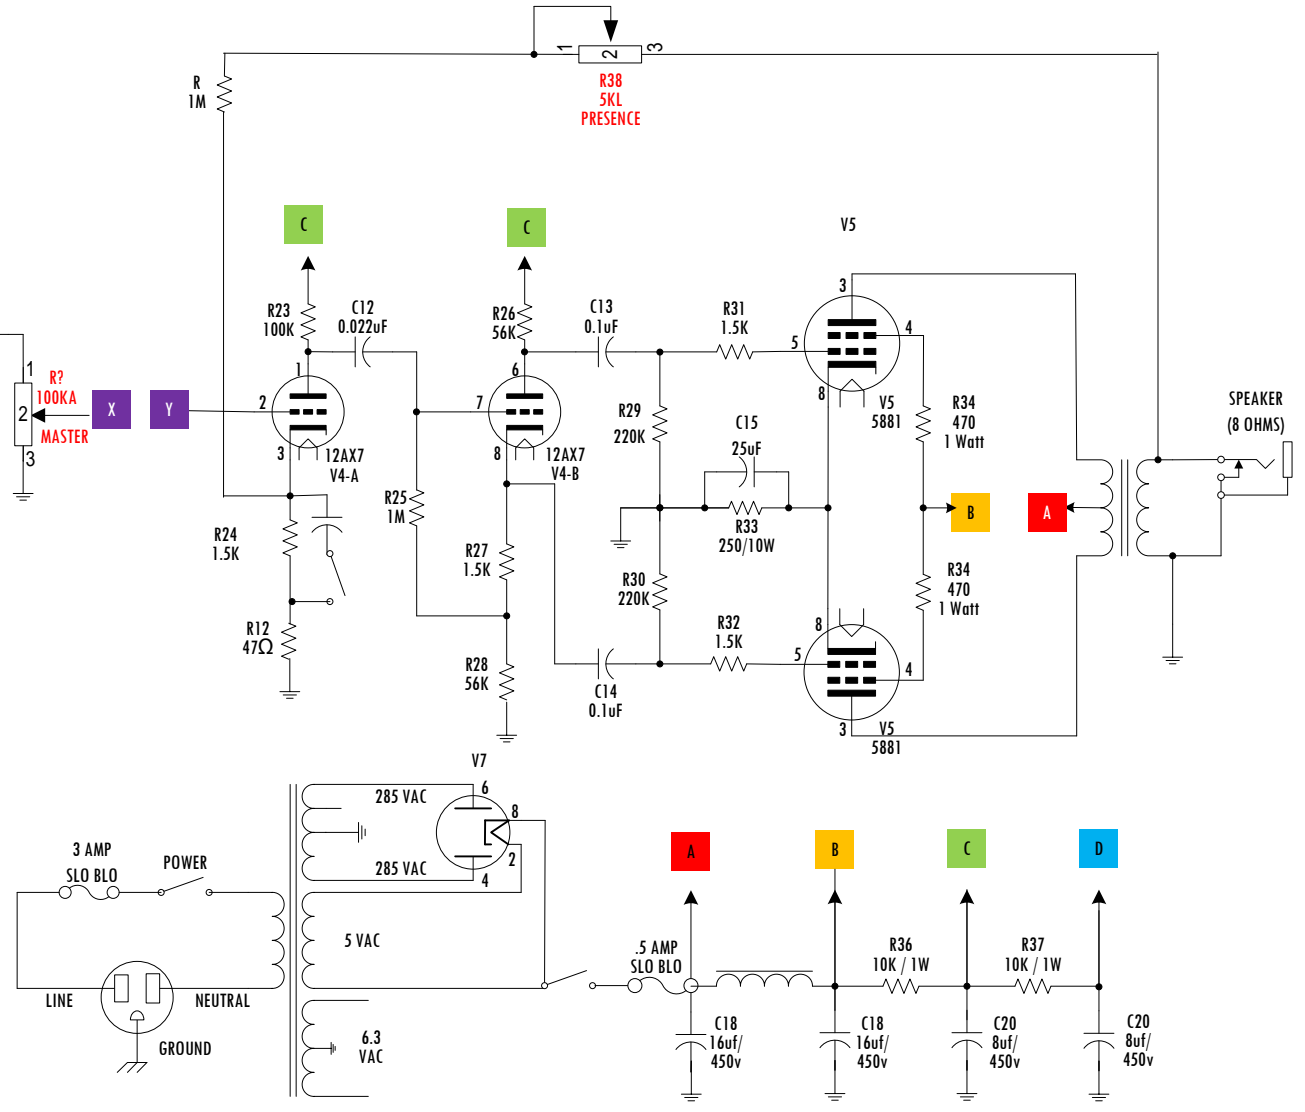 1
2
3
R38
5KL
PRESENCE
R
1M
C
C
V5
R23
100K
C12
0.022uF
R26
56K
C13
0.1uF
R31
1.5K
3
4
5
8
V5
5881
1
R?
100KA
2
MASTER
3
X
Y
1
2
3
12AX7
V4-A
6
7
8
12AX7
V4-B
R29
220K
C15
25uF
R34
470
1 Watt
SPEAKER
(8 OHMS)
R25
1M
R24
1.5K
R33
250/10W
B
A
R27
1.5K
R30
220K
R34
470
1 Watt
R12
47Ω
R32
1.5K
8
5
4
R28
56K
C14
0.1uF
3
V5
5881
V7
285 VAC
6
8
2
285 VAC
4
3 AMP
SLO BLO
POWER
5 VAC
LINE
NEUTRAL
GROUND
6.3
VAC
A
B
C
D
.5 AMP
SLO BLO
R36
10K / 1W
R37
10K / 1W
C18
16uf/
450v
C18
16uf/
450v
C20
8uf/
450v
C20
8uf/
450v